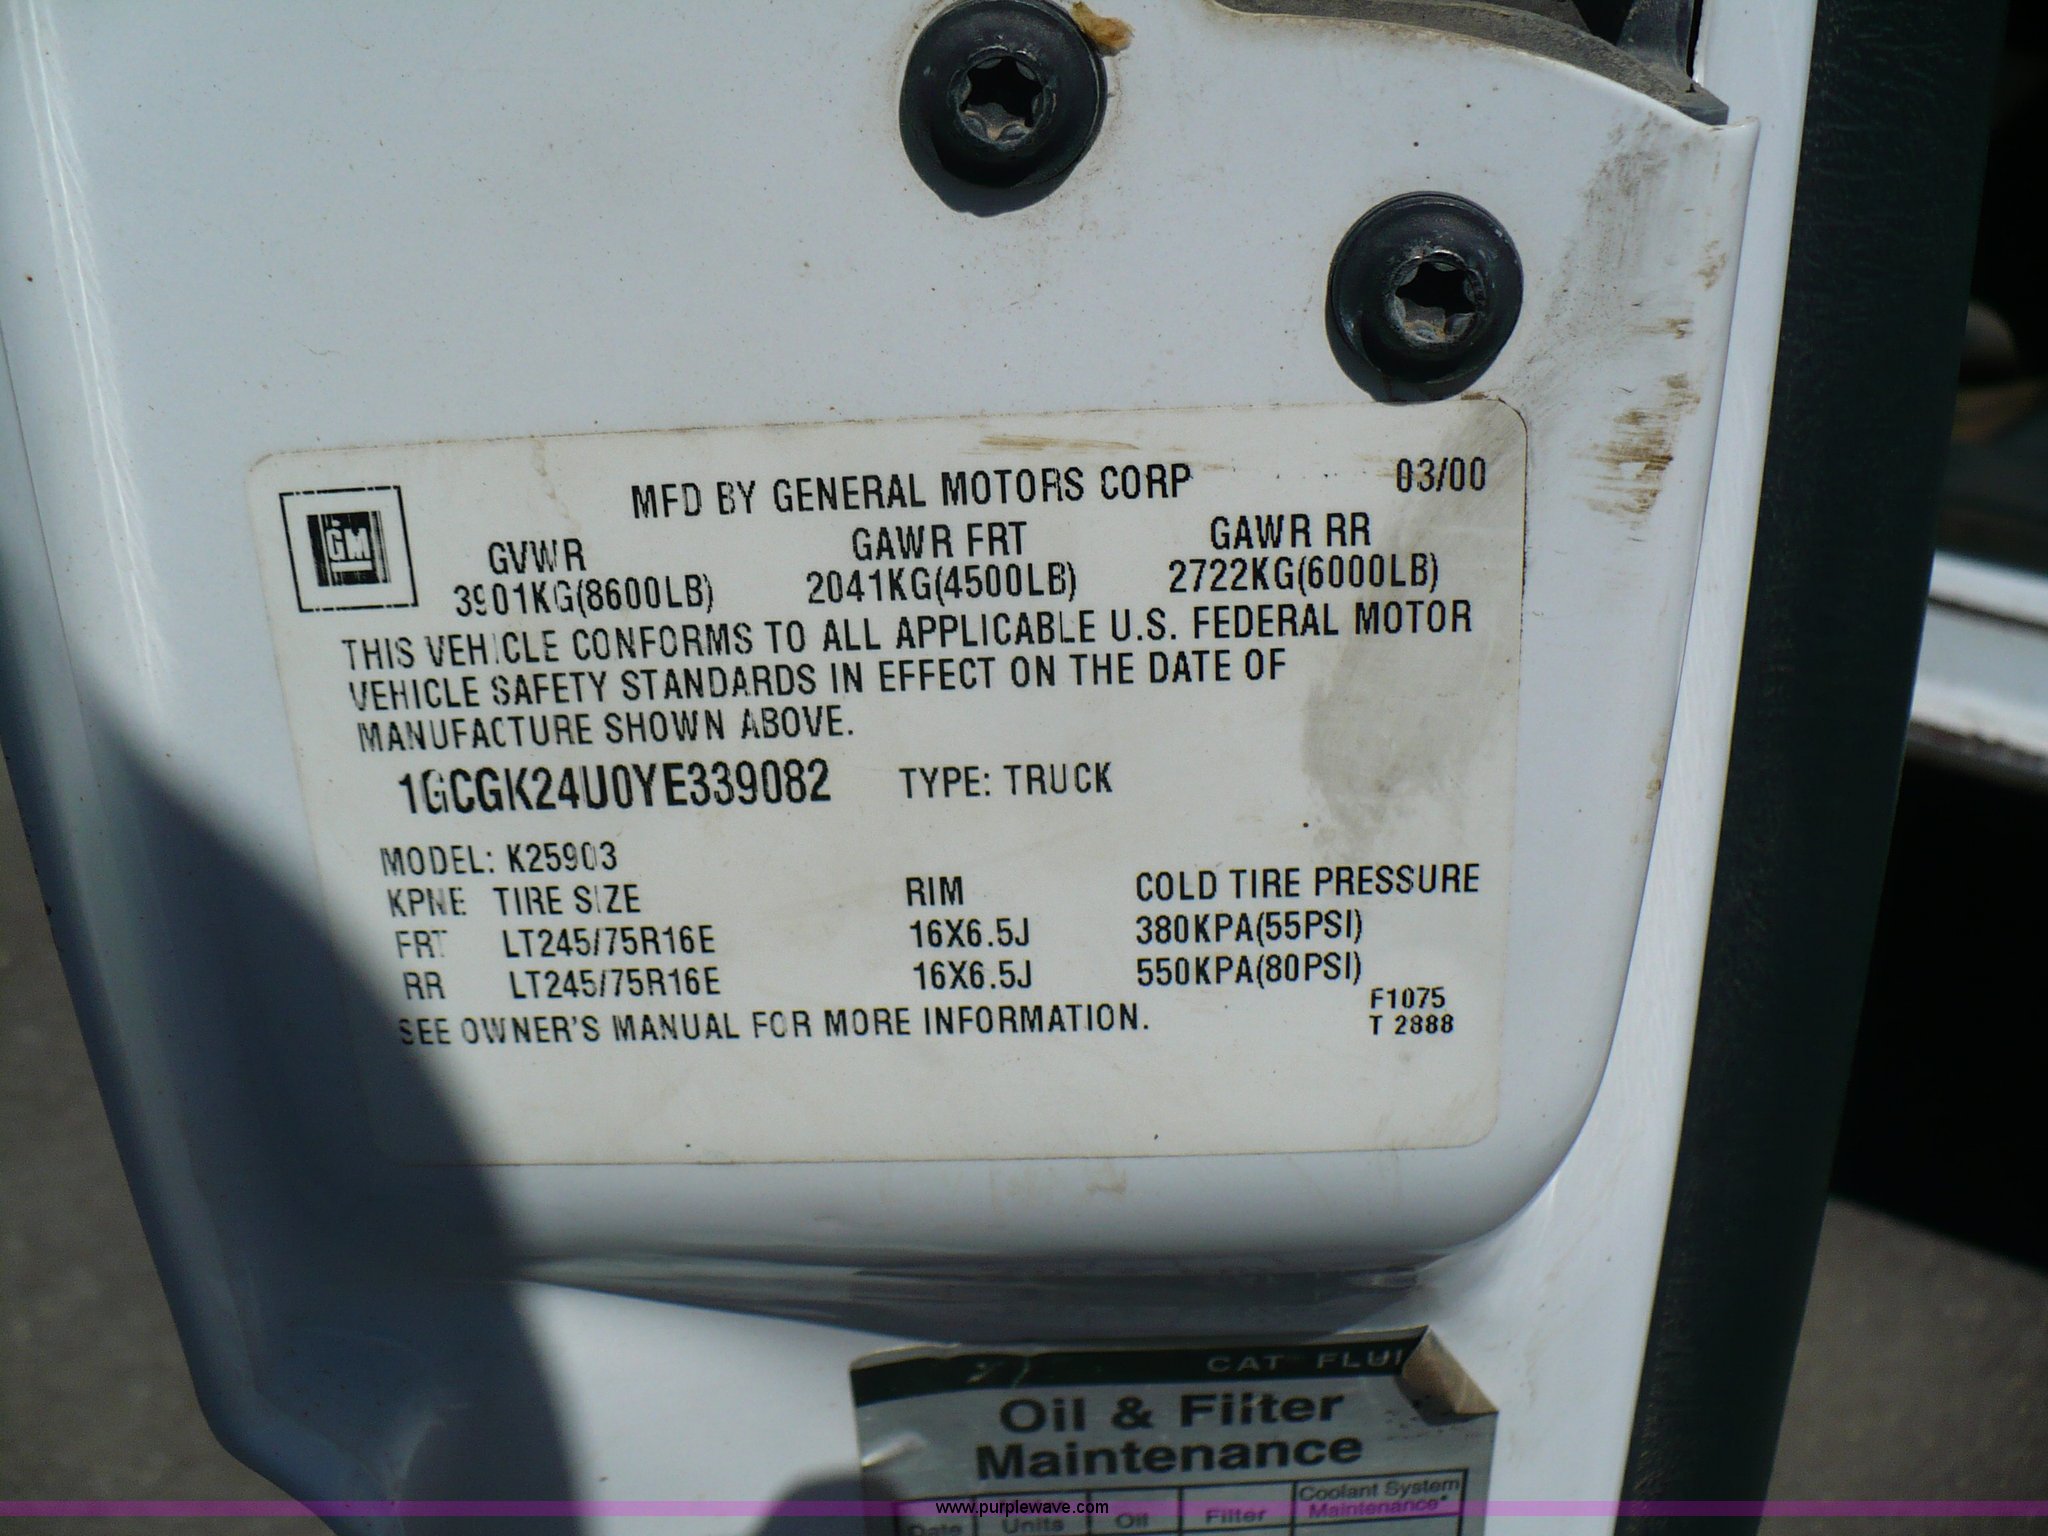 MFD BY GENERAL MOTORS CORP 03/00
GM
GVWR GAWR FRT GAWR RR
3901KG(8600LB) 2041KG(4500LB) 2722KG(6000LB)
THIS VEHICLE CONFORMS TO ALL APPLICABLE U.S. FEDERAL MOTOR
VEHICLE SAFETY STANDARDS IN EFFECT ON THE DATE OF
MANUFACTURE SHOWN ABOVE.
1GCGK24U0YE339082 TYPE: TRUCK
MODEL: K25903
KPNE TIRE SIZE RIM COLD TIRE PRESSURE
FRT LT245/75R16E 16X6.5J 380KPA(55PSI)
RR LT245/75R16E 16X6.5J 550KPA(80PSI)
SEE OWNER'S MANUAL FOR MORE INFORMATION.
F1075
T 2888
CAT FLUI
Oil & Filter
Maintenance
Date Units Oil Filter Coolant System
Maintenance*
www.purplewave.com